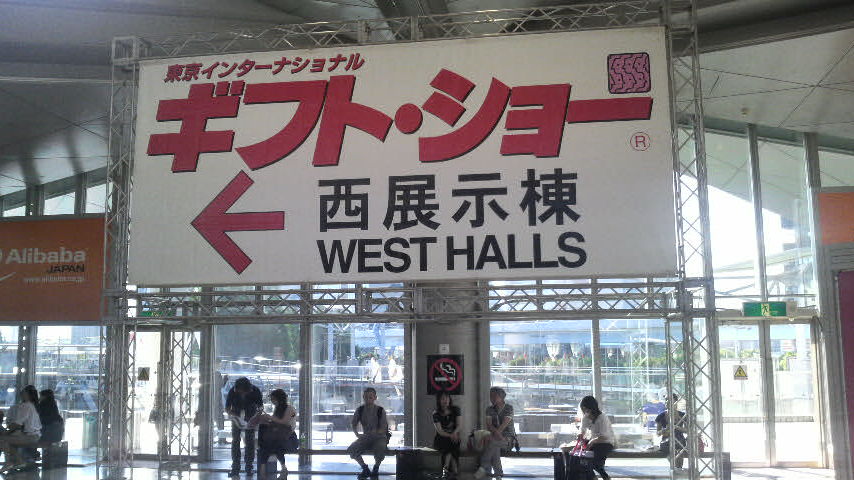 東京インターナショナル
ギフト・ショー
®
西展示棟
WEST HALLS
Alibaba
JAPAN